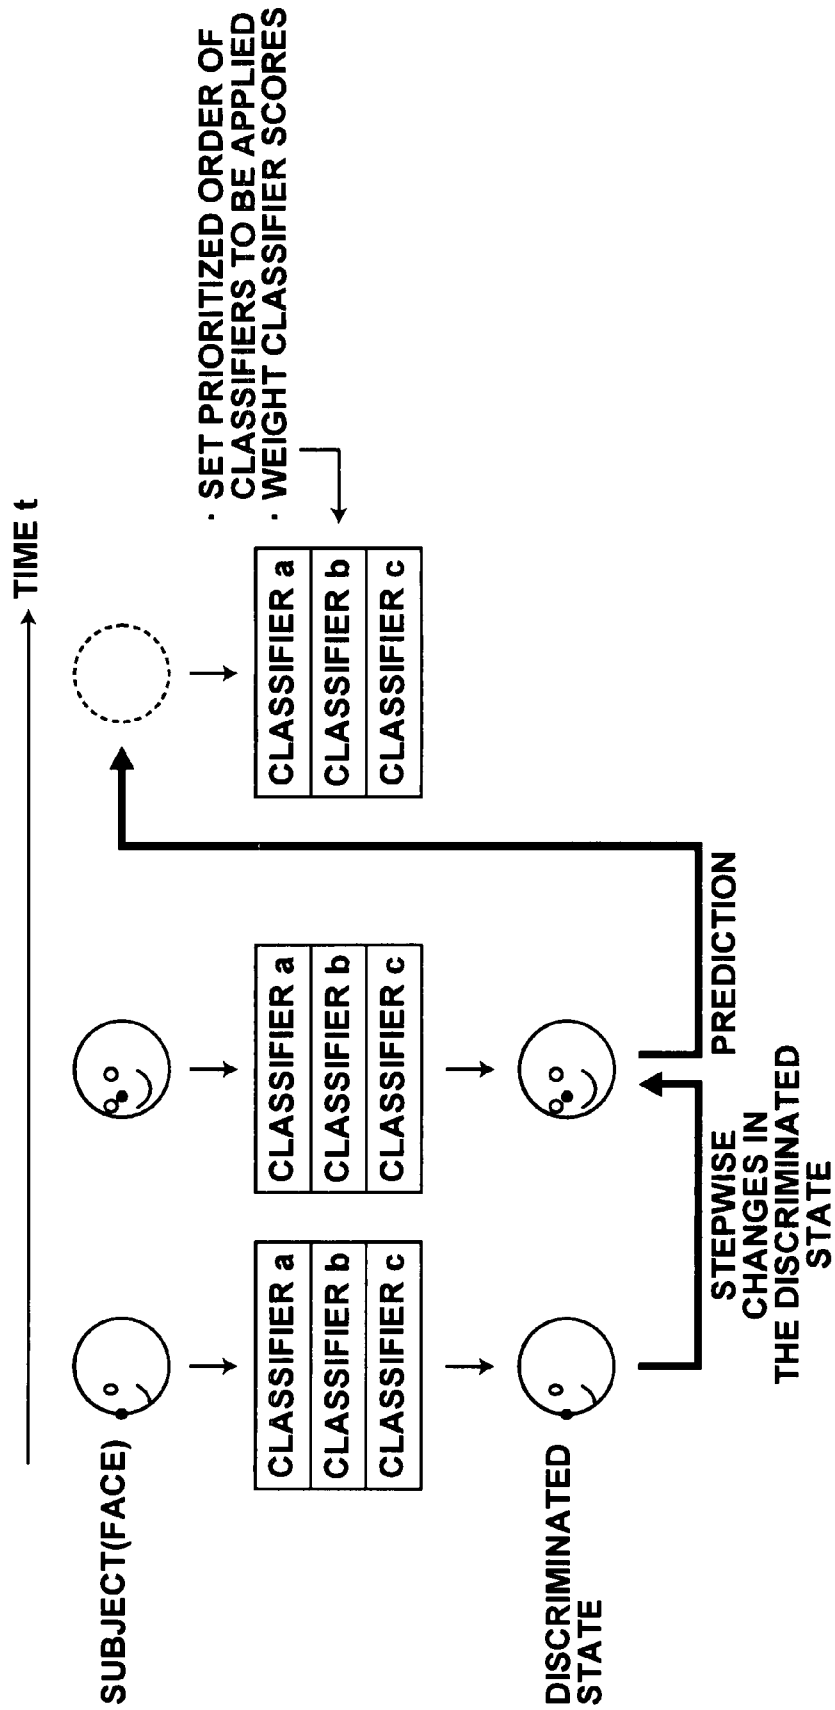 TIME t
SUBJECT(FACE)
· SET PRIORITIZED ORDER OF
CLASSIFIERS TO BE APPLIED
· WEIGHT CLASSIFIER SCORES
CLASSIFIER a
CLASSIFIER b
CLASSIFIER c
CLASSIFIER a
CLASSIFIER b
CLASSIFIER c
CLASSIFIER a
CLASSIFIER b
CLASSIFIER c
DISCRIMINATED
STATE
STEPWISE
CHANGES IN
THE DISCRIMINATED
STATE
PREDICTION